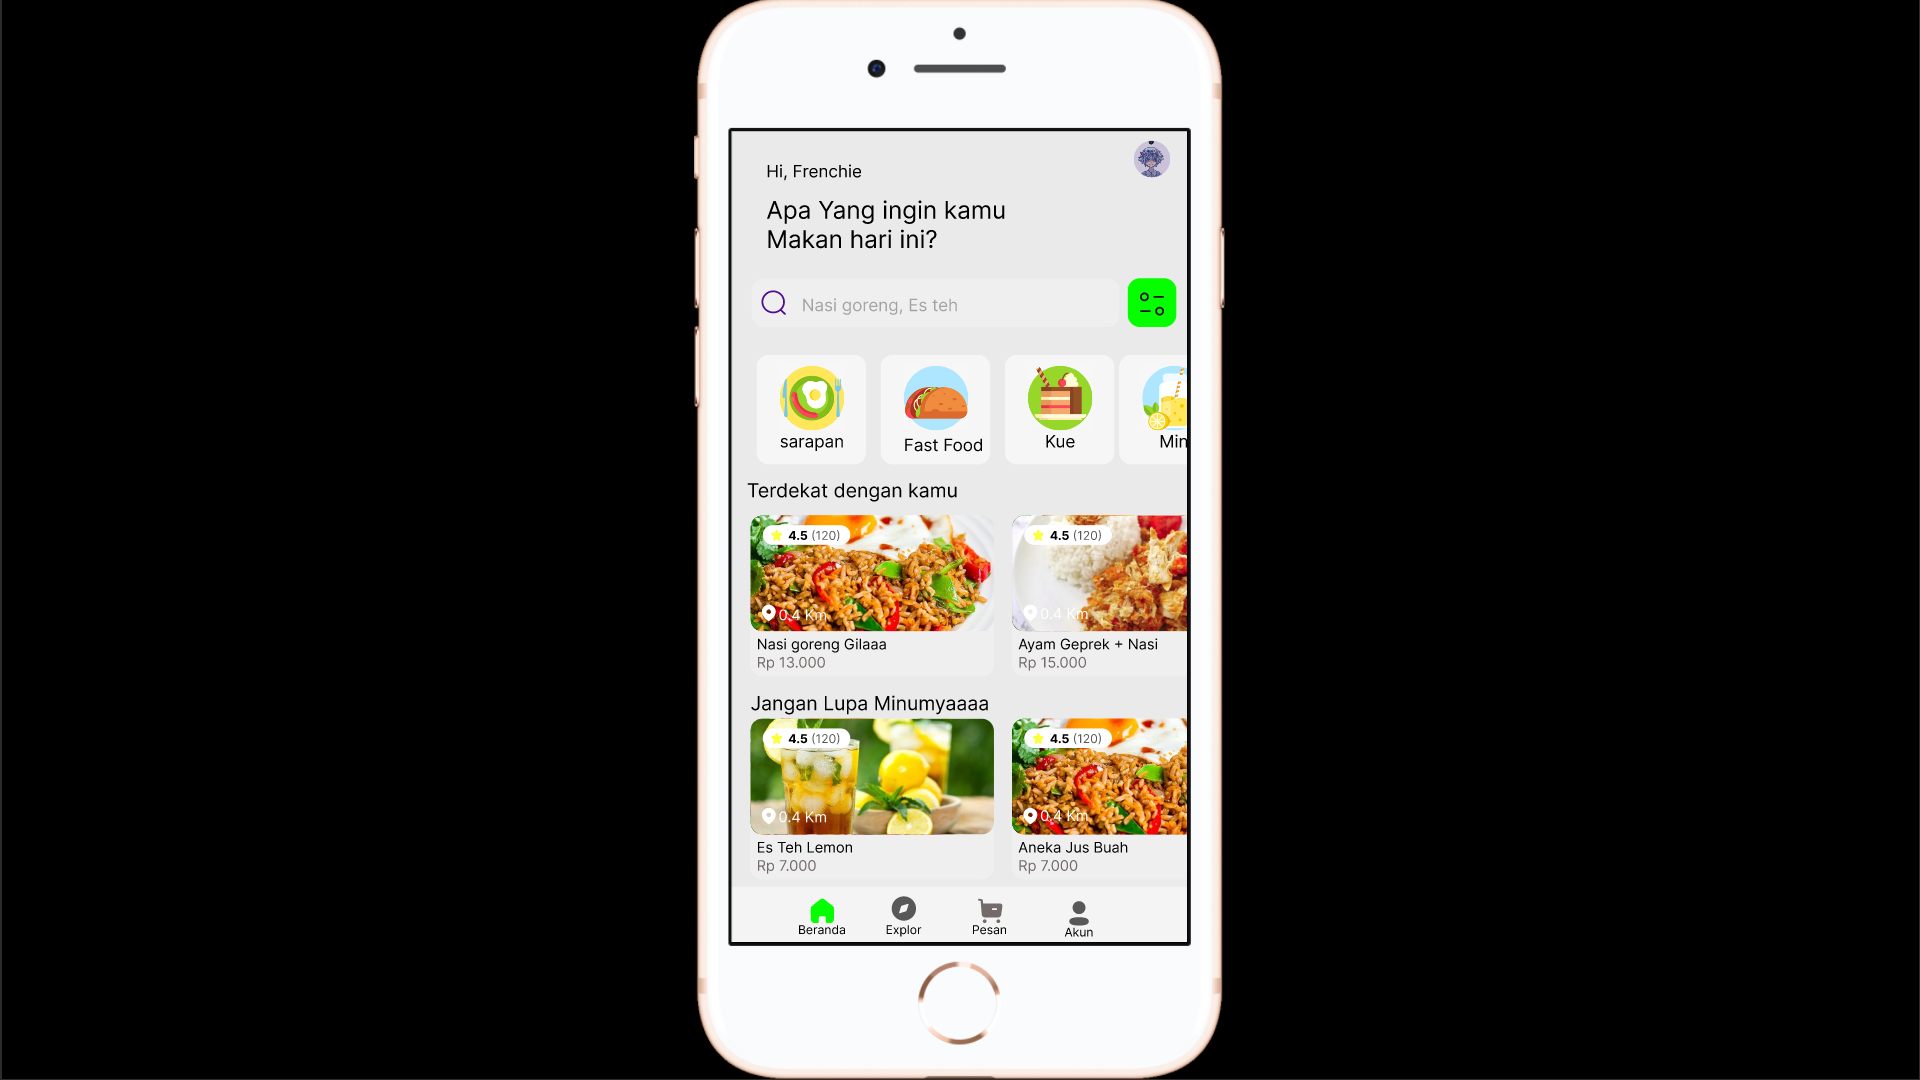 Hi, Frenchie
Apa Yang ingin kamu
Makan hari ini?
Nasi goreng, Es teh
sarapan
Fast Food
Kue
Min
Terdekat dengan kamu
4.5 (120)
4.5 (120)
0.4 Km
0.4 Km
Nasi goreng Gilaaa
Ayam Geprek + Nasi
Rp 13.000
Rp 15.000
Jangan Lupa Minumyaaaa
4.5 (120)
4.5 (120)
0.4 Km
0.4 Km
Es Teh Lemon
Aneka Jus Buah
Rp 7.000
Rp 7.000
Beranda
Explor
Pesan
Akun